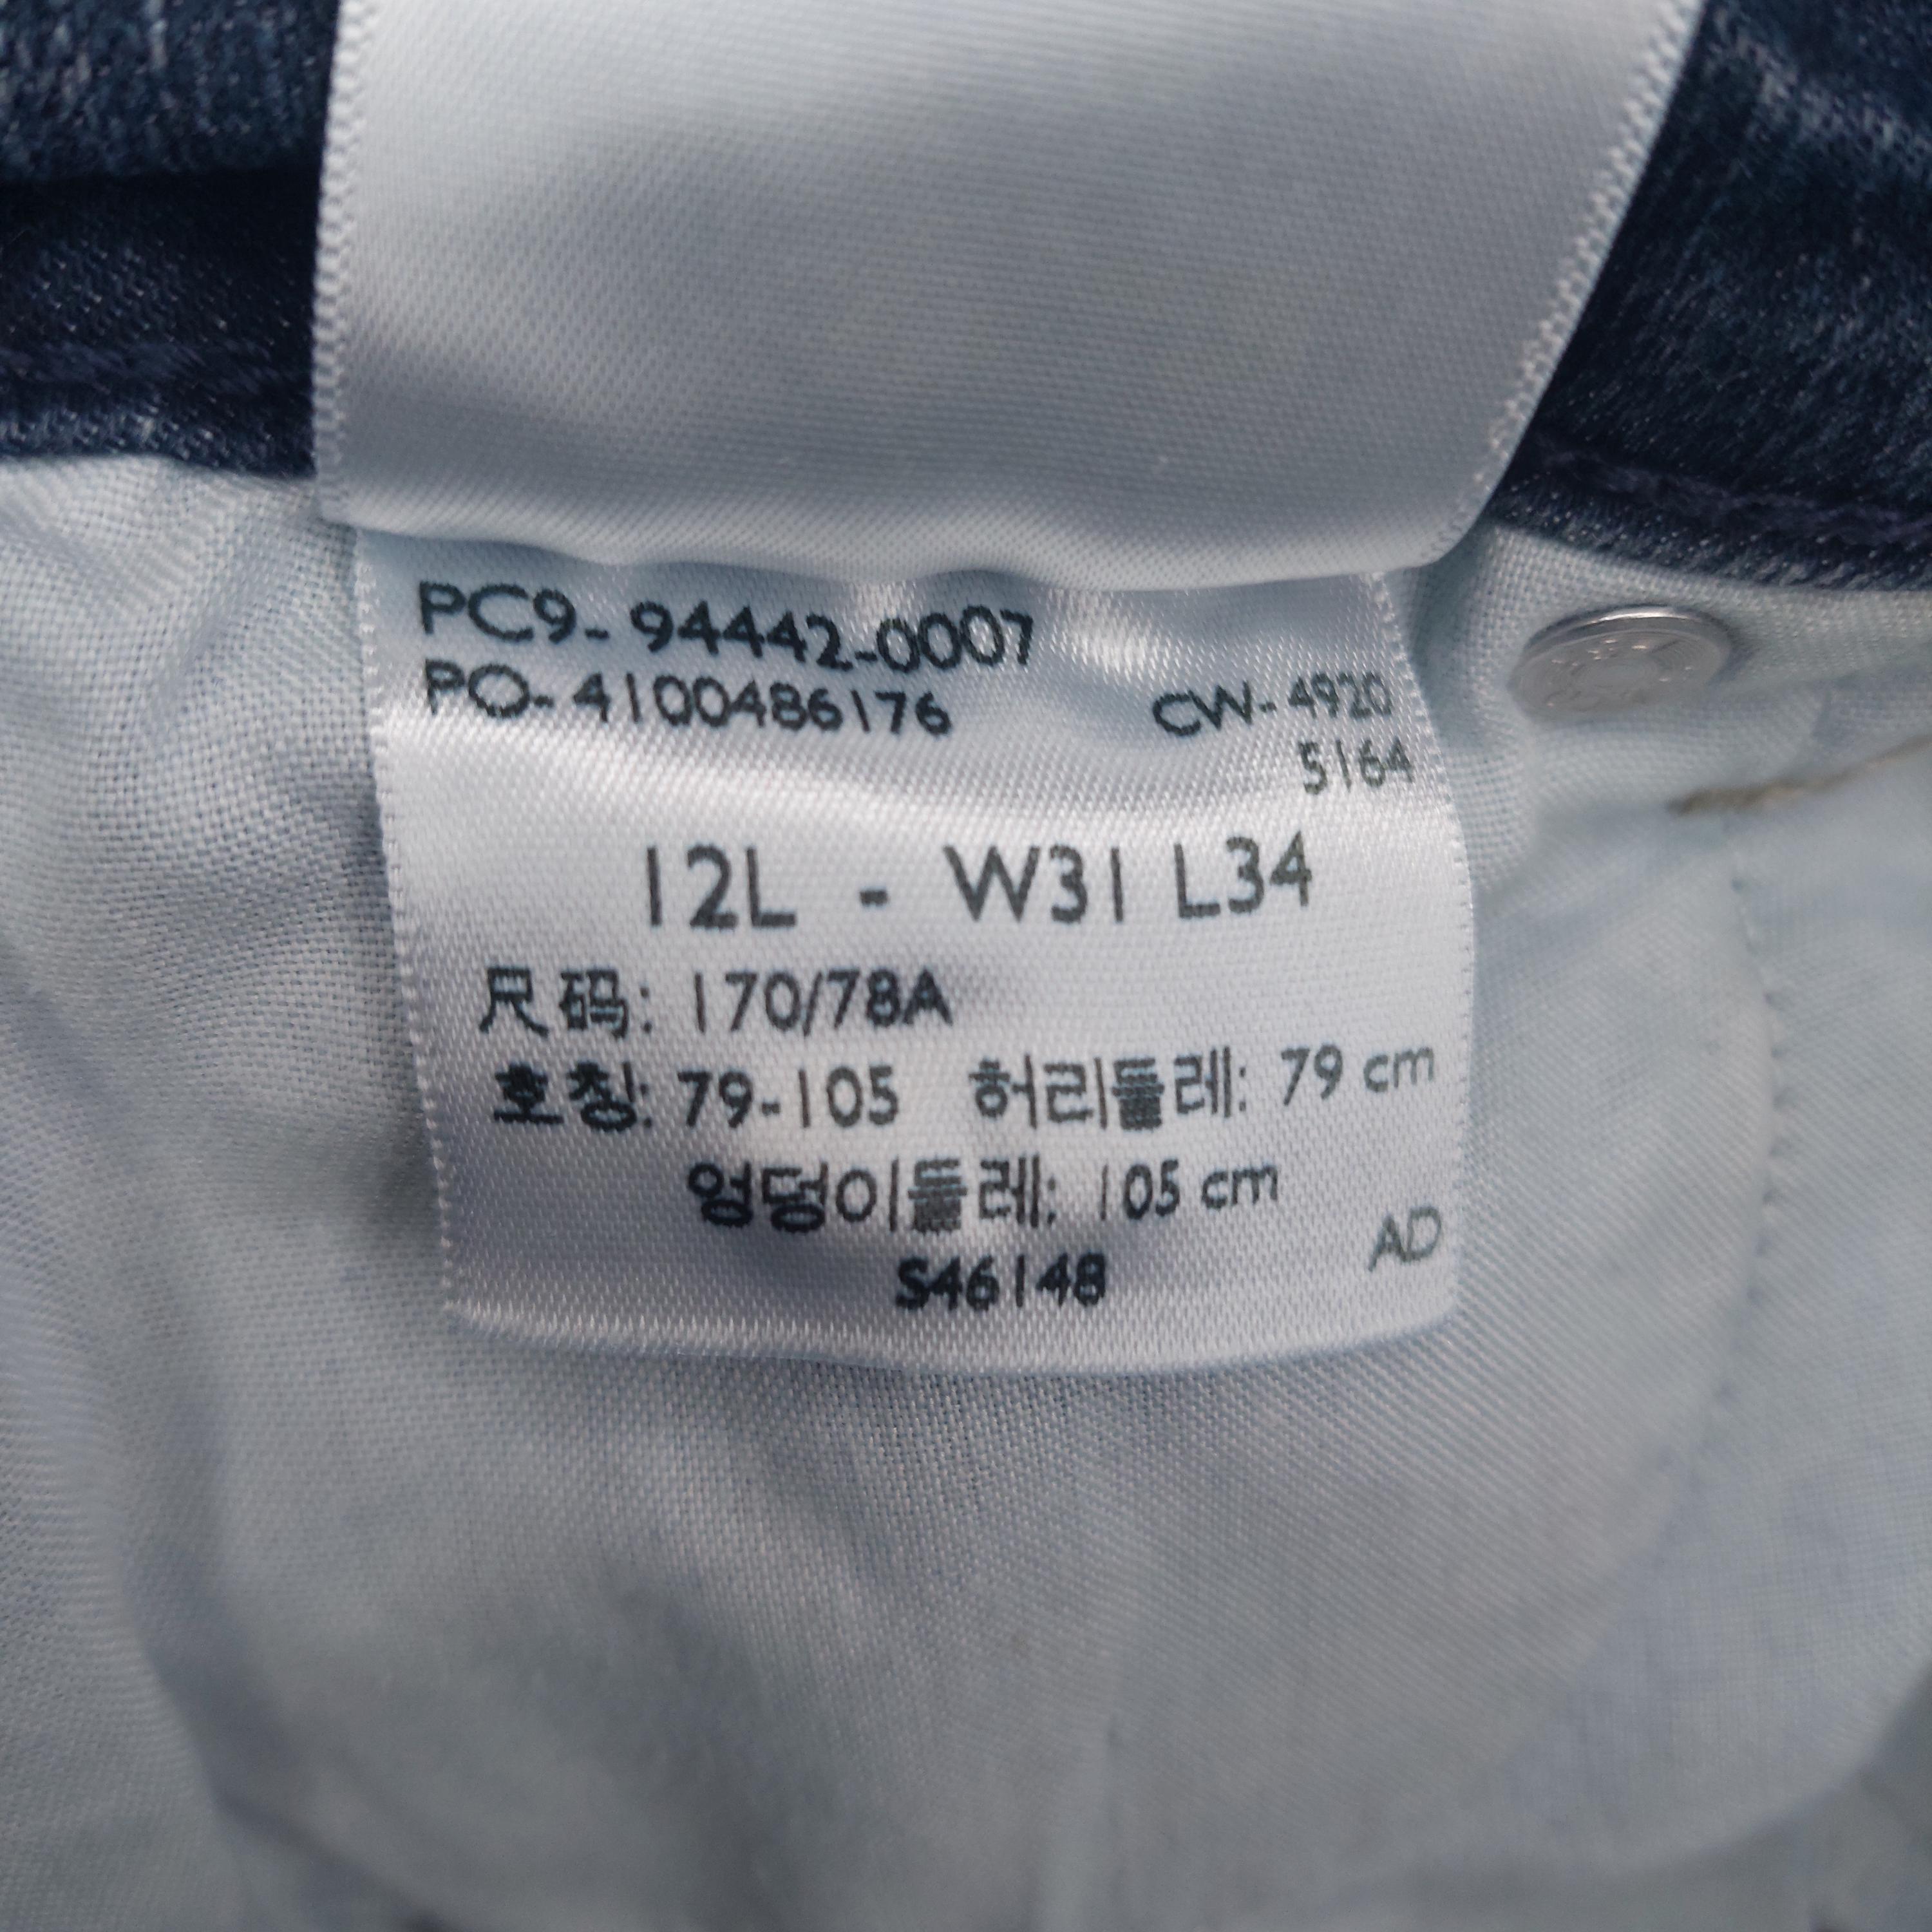 PC9-94442-0007
PO-4100486176 CW-4920
5164
12L - W31 L34
尺码: 170/78A
호칭: 79-105 허리둘레: 79 cm
엉덩이둘레: 105 cm
S46148 AD